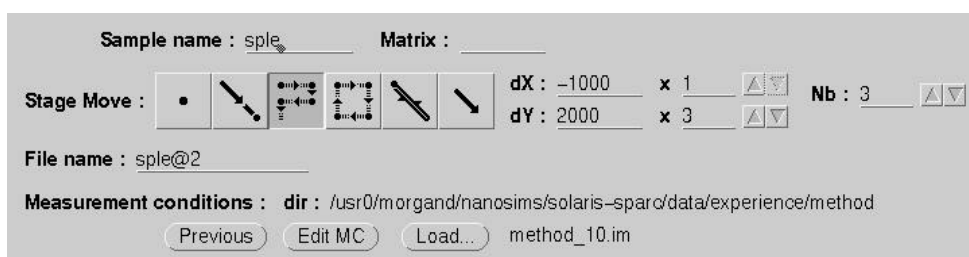 Sample name : sple Matrix :
dX : −1000 x 1
Stage Move : Nb : 3
dY : 2000 x 3
File name : sple@2
Measurement conditions : dir : /usr0/morgand/nanosims/solaris−sparc/data/experience/method
Previous Edit MC Load... method_10.im